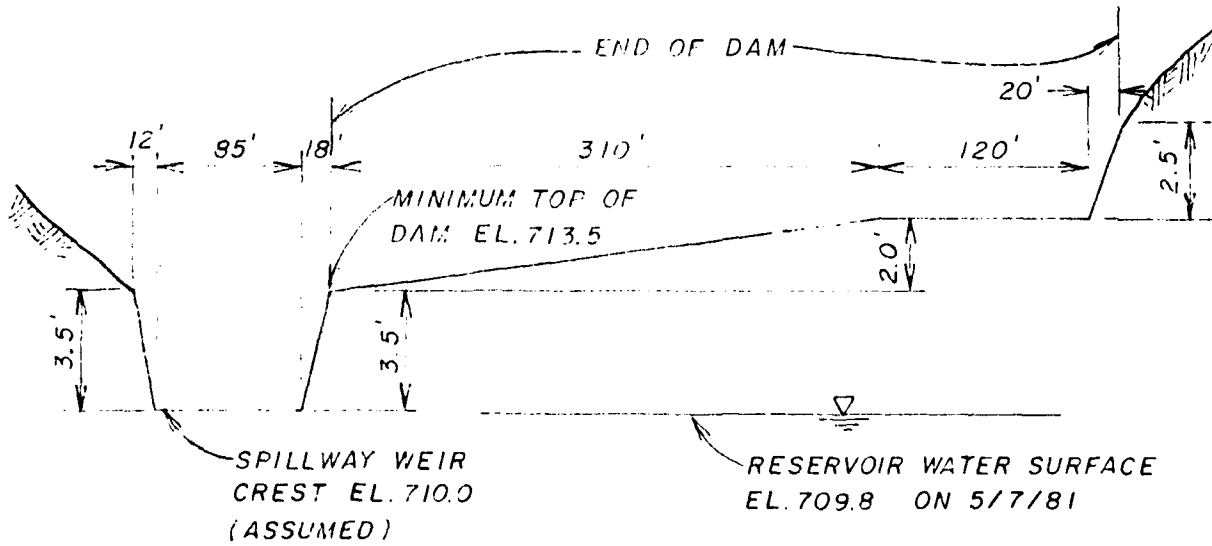 END OF DAM
20'
12'
85'
18'
310'
120'
2.5'
MINIMUM TOP OF
DAM EL. 713.5
2.0'
3.5'
3.5'
SPILLWAY WEIR
CREST EL. 710.0
(ASSUMED)
RESERVOIR WATER SURFACE
EL. 709.8 ON 5/7/81